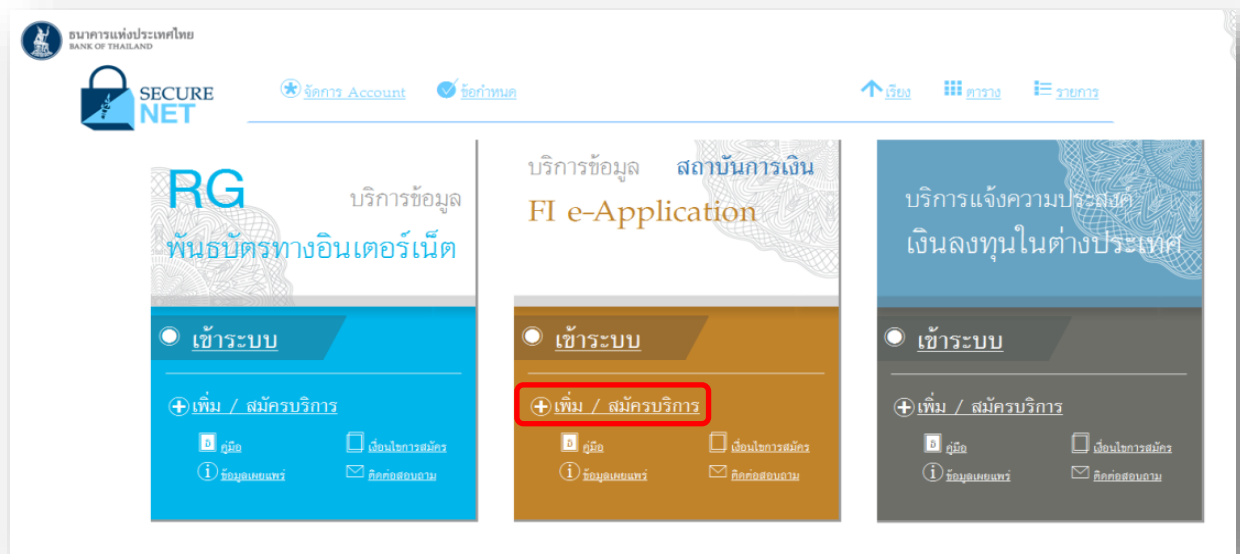 ธนาคารแห่งประเทศไทย
BANK OF THAILAND
SECURE
NET
จัดการ Account
ข้อกำหนด
เรียง
ตาราง
รายการ
RG บริการข้อมูล
พันธบัตรทางอินเตอร์เน็ต
เข้าระบบ
เพิ่ม / สมัครบริการ
คู่มือ
เงื่อนไขการสมัคร
ข้อมูลเผยแพร่
ติดต่อสอบถาม
บริการข้อมูล สถาบันการเงิน
FI e-Application
เข้าระบบ
เพิ่ม / สมัครบริการ
คู่มือ
เงื่อนไขการสมัคร
ข้อมูลเผยแพร่
ติดต่อสอบถาม
บริการแจ้งความประสงค์
เงินลงทุนในต่างประเทศ
เข้าระบบ
เพิ่ม / สมัครบริการ
คู่มือ
เงื่อนไขการสมัคร
ข้อมูลเผยแพร่
ติดต่อสอบถาม